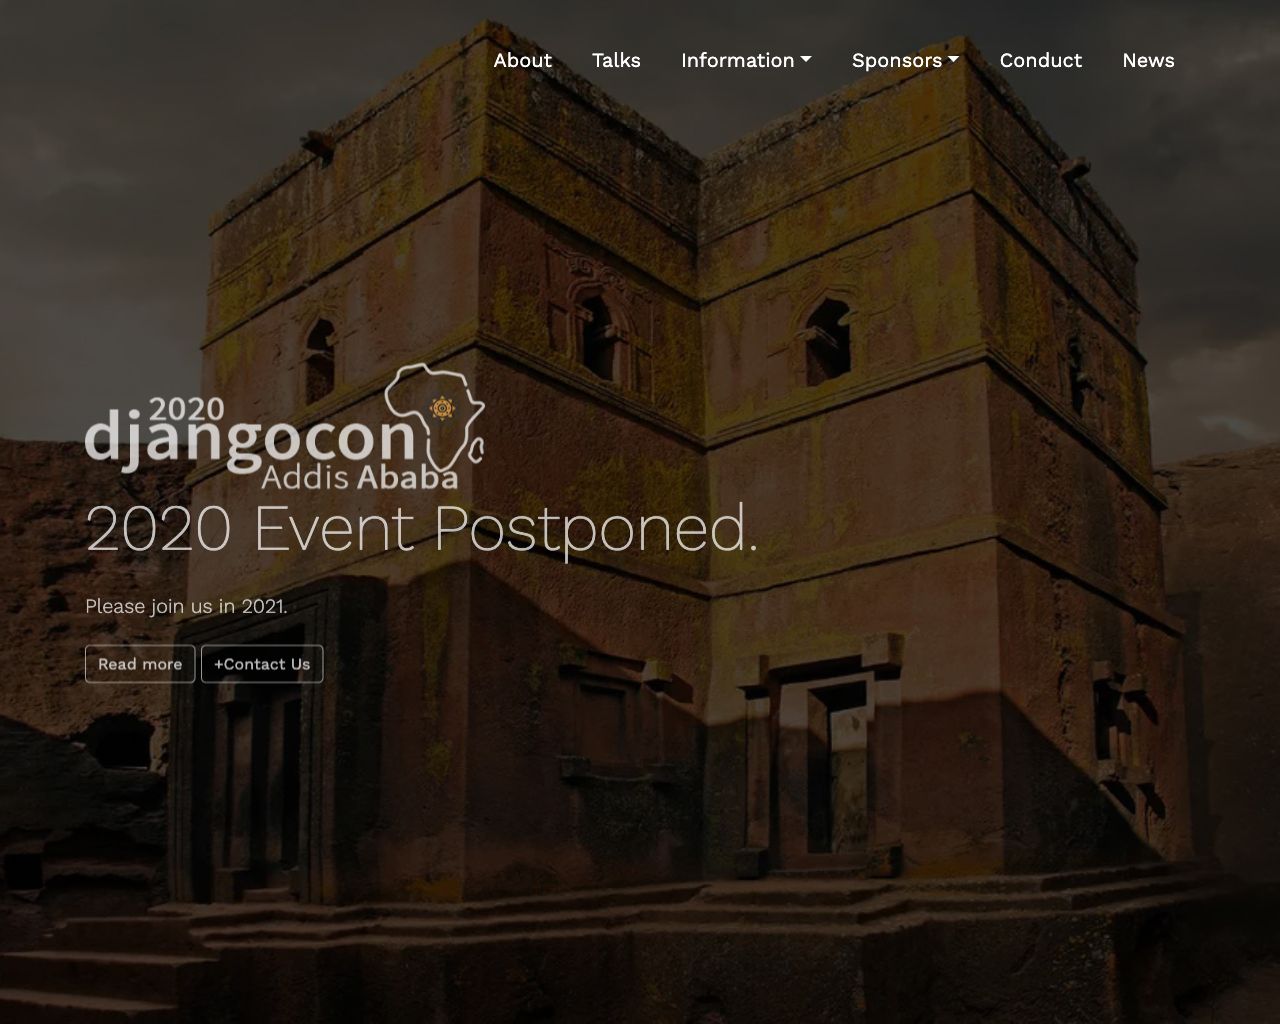 About
Talks
Information
Sponsors
Conduct
News
2020
djangocon
Addis Ababa
2020 Event Postponed.
Please join us in 2021.
Read more
+Contact Us